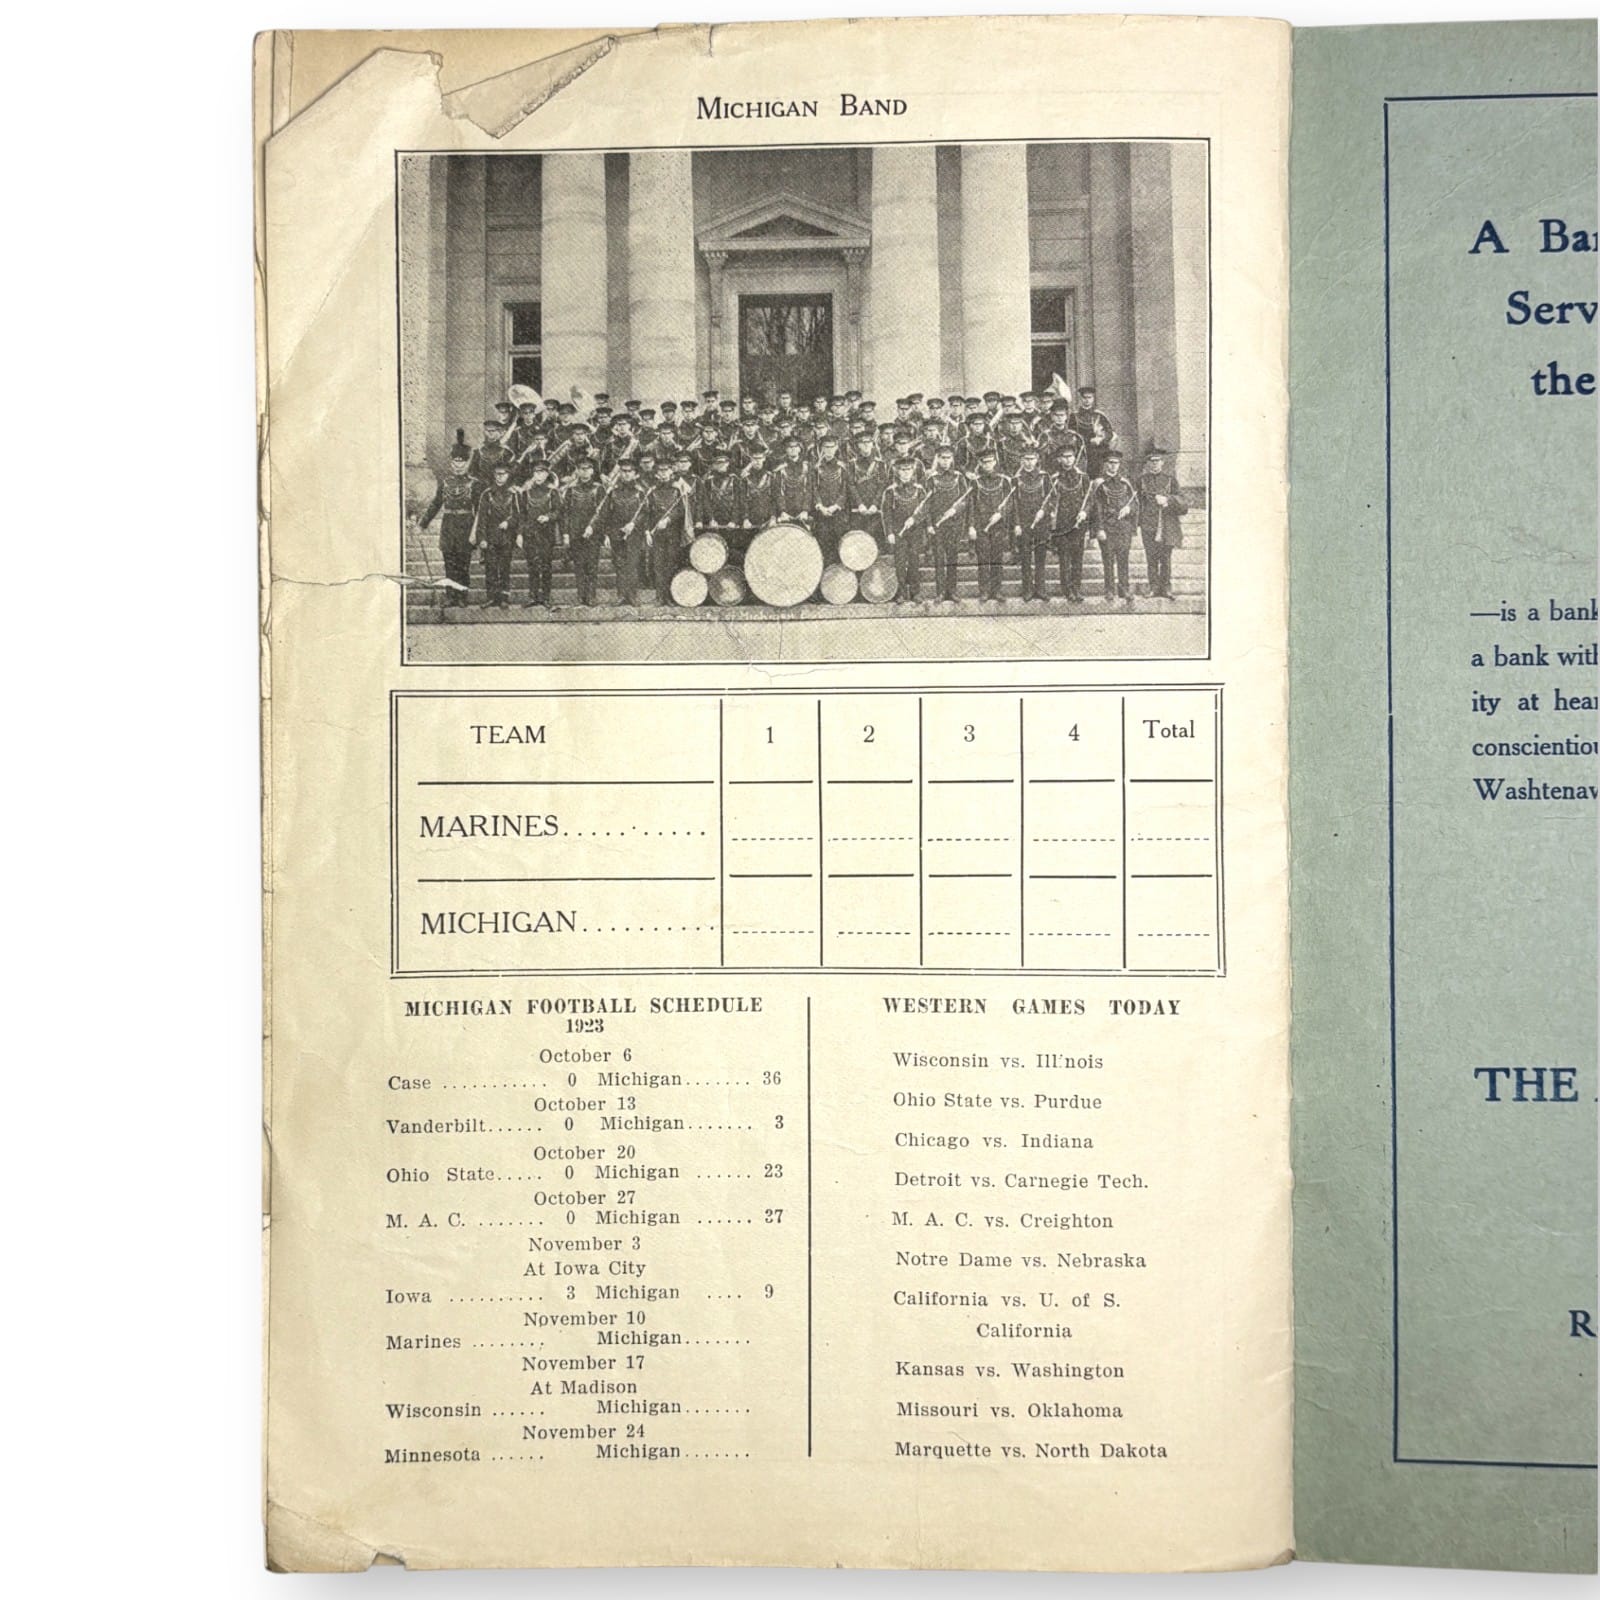 MICHIGAN BAND
TEAM 1 2 3 4 Total
MARINES...........
MICHIGAN..........
MICHIGAN FOOTBALL SCHEDULE
1923
October 6
Case ........... 0 Michigan....... 36
October 13
Vanderbilt...... 0 Michigan....... 3
October 20
Ohio State..... 0 Michigan ...... 23
October 27
M. A. C. ....... 0 Michigan ...... 37
November 3
At Iowa City
Iowa .......... 3 Michigan .... 9
November 10
Marines ........ Michigan.......
November 17
At Madison
Wisconsin ...... Michigan.......
November 24
Minnesota ...... Michigan.......
WESTERN GAMES TODAY
Wisconsin vs. Illinois
Ohio State vs. Purdue
Chicago vs. Indiana
Detroit vs. Carnegie Tech.
M. A. C. vs. Creighton
Notre Dame vs. Nebraska
California vs. U. of S.
California
Kansas vs. Washington
Missouri vs. Oklahoma
Marquette vs. North Dakota
A
Serv
the
—is a bank
a bank
ity at
THE